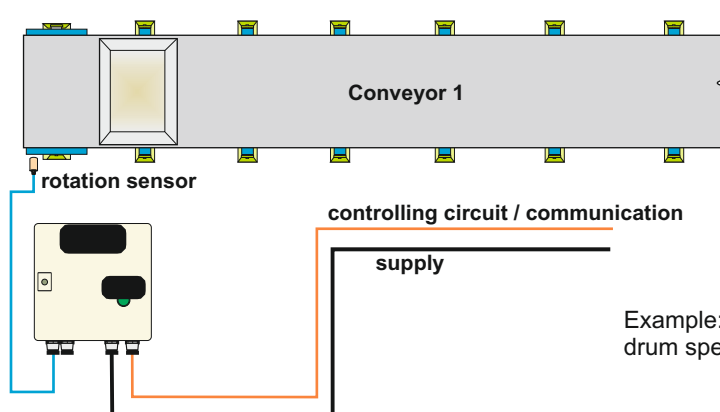 Conveyor 1
rotation sensor
controlling circuit / communication
supply
Example:
drum spe